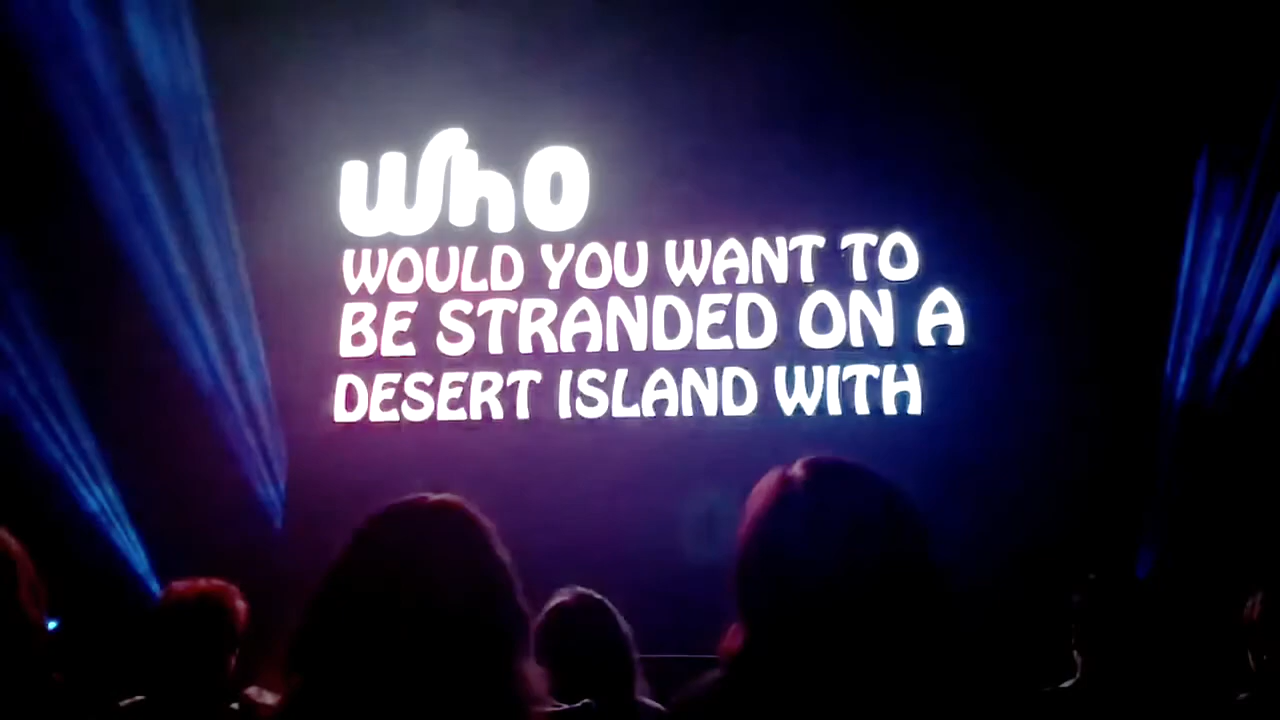 Who
WOULD YOU WANT TO
BE STRANDED ON A
DESERT ISLAND WITH